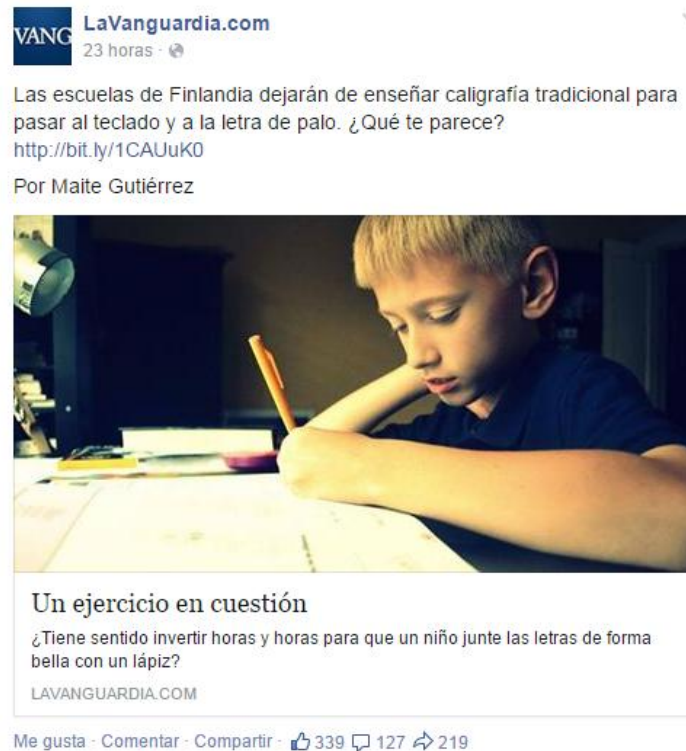 VANG
LaVanguardia.com
23 horas ·
Las escuelas de Finlandia dejarán de enseñar caligrafía tradicional para
pasar al teclado y a la letra de palo. ¿Qué te parece?
http://bit.ly/1CAUuK0
Por Maite Gutiérrez
Un ejercicio en cuestión
¿Tiene sentido invertir horas y horas para que un niño junte las letras de forma
bella con un lápiz?
LAVANGUARDIA.COM
Me gusta · Comentar · Compartir · 339 127 219